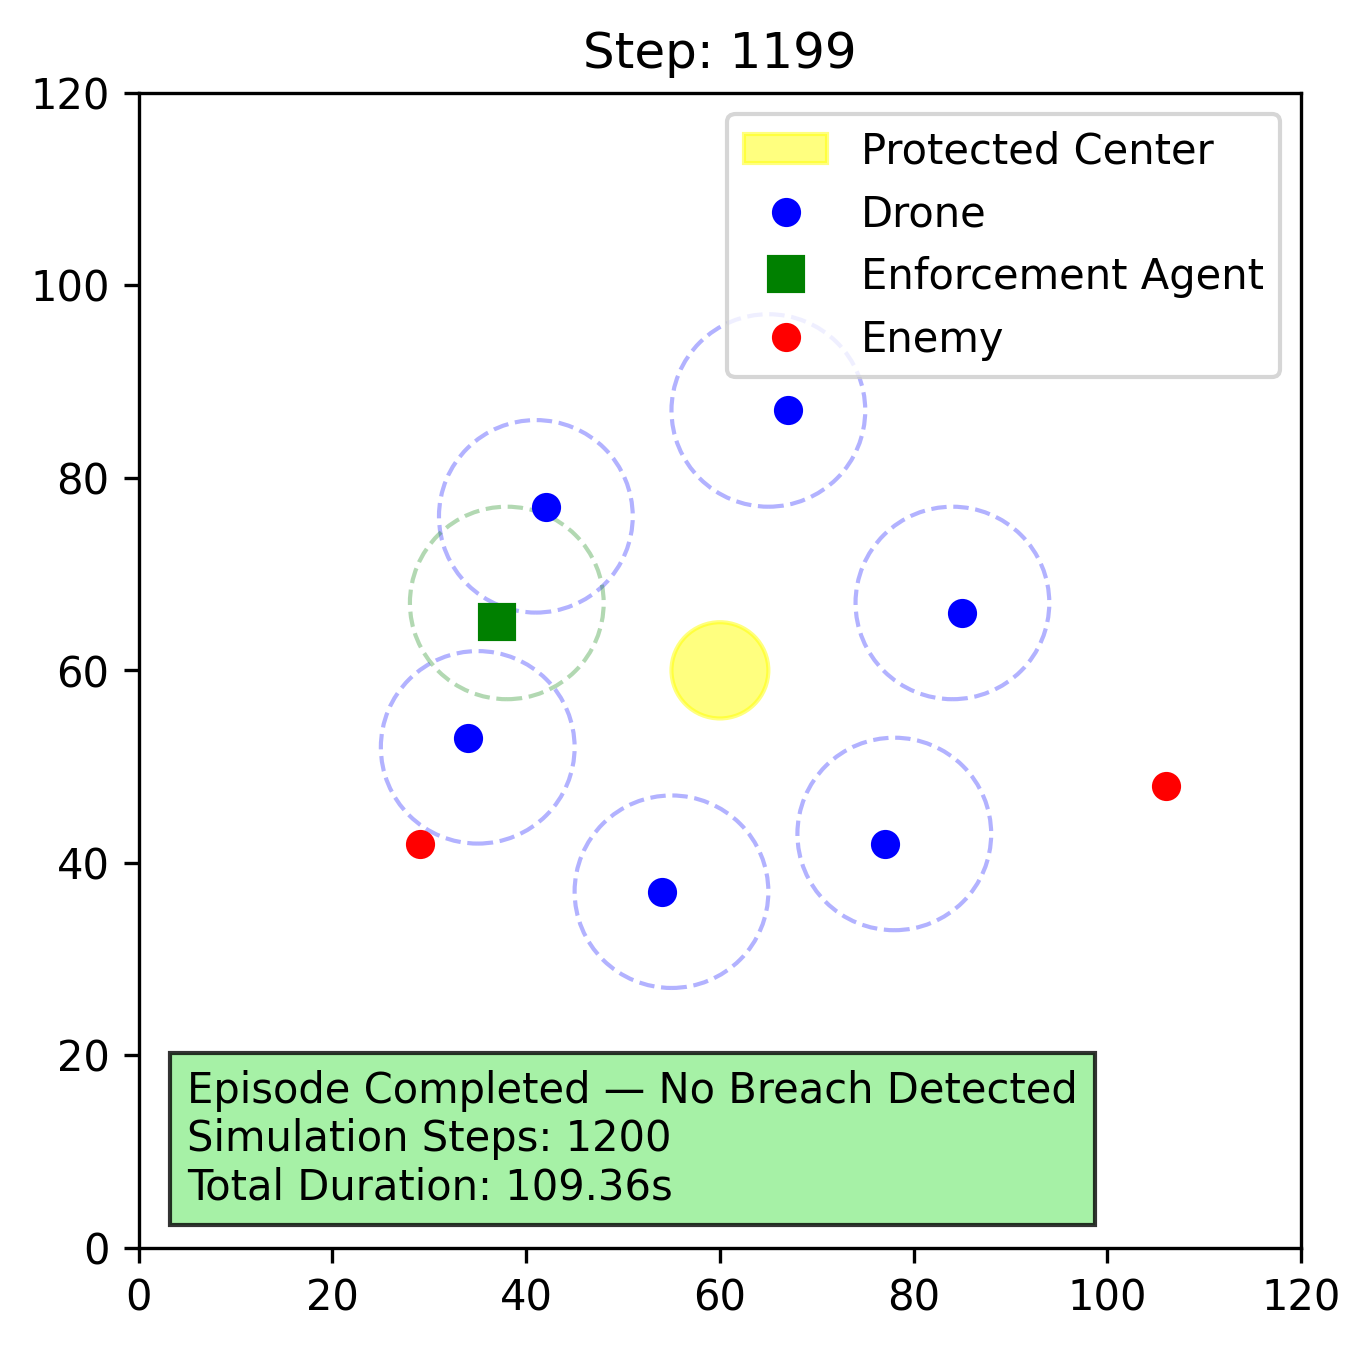 Step: 1199
120
100
80
60
40
20
0
0 20 40 60 80 100 120
Protected Center
Drone
Enforcement Agent
Enemy
Episode Completed — No Breach Detected
Simulation Steps: 1200
Total Duration: 109.36s